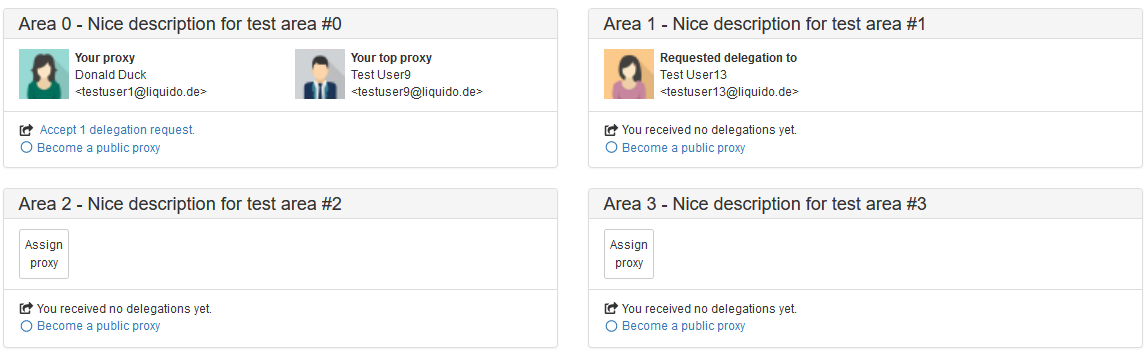 Area 0 - Nice description for test area #0
Your proxy
Donald Duck
<testuser1@liquido.de>
Your top proxy
Test User9
<testuser9@liquido.de>
Accept 1 delegation request.
Become a public proxy
Area 1 - Nice description for test area #1
Requested delegation to
Test User13
<testuser13@liquido.de>
You received no delegations yet.
Become a public proxy
Area 2 - Nice description for test area #2
Assign
proxy
You received no delegations yet.
Become a public proxy
Area 3 - Nice description for test area #3
Assign
proxy
You received no delegations yet.
Become a public proxy